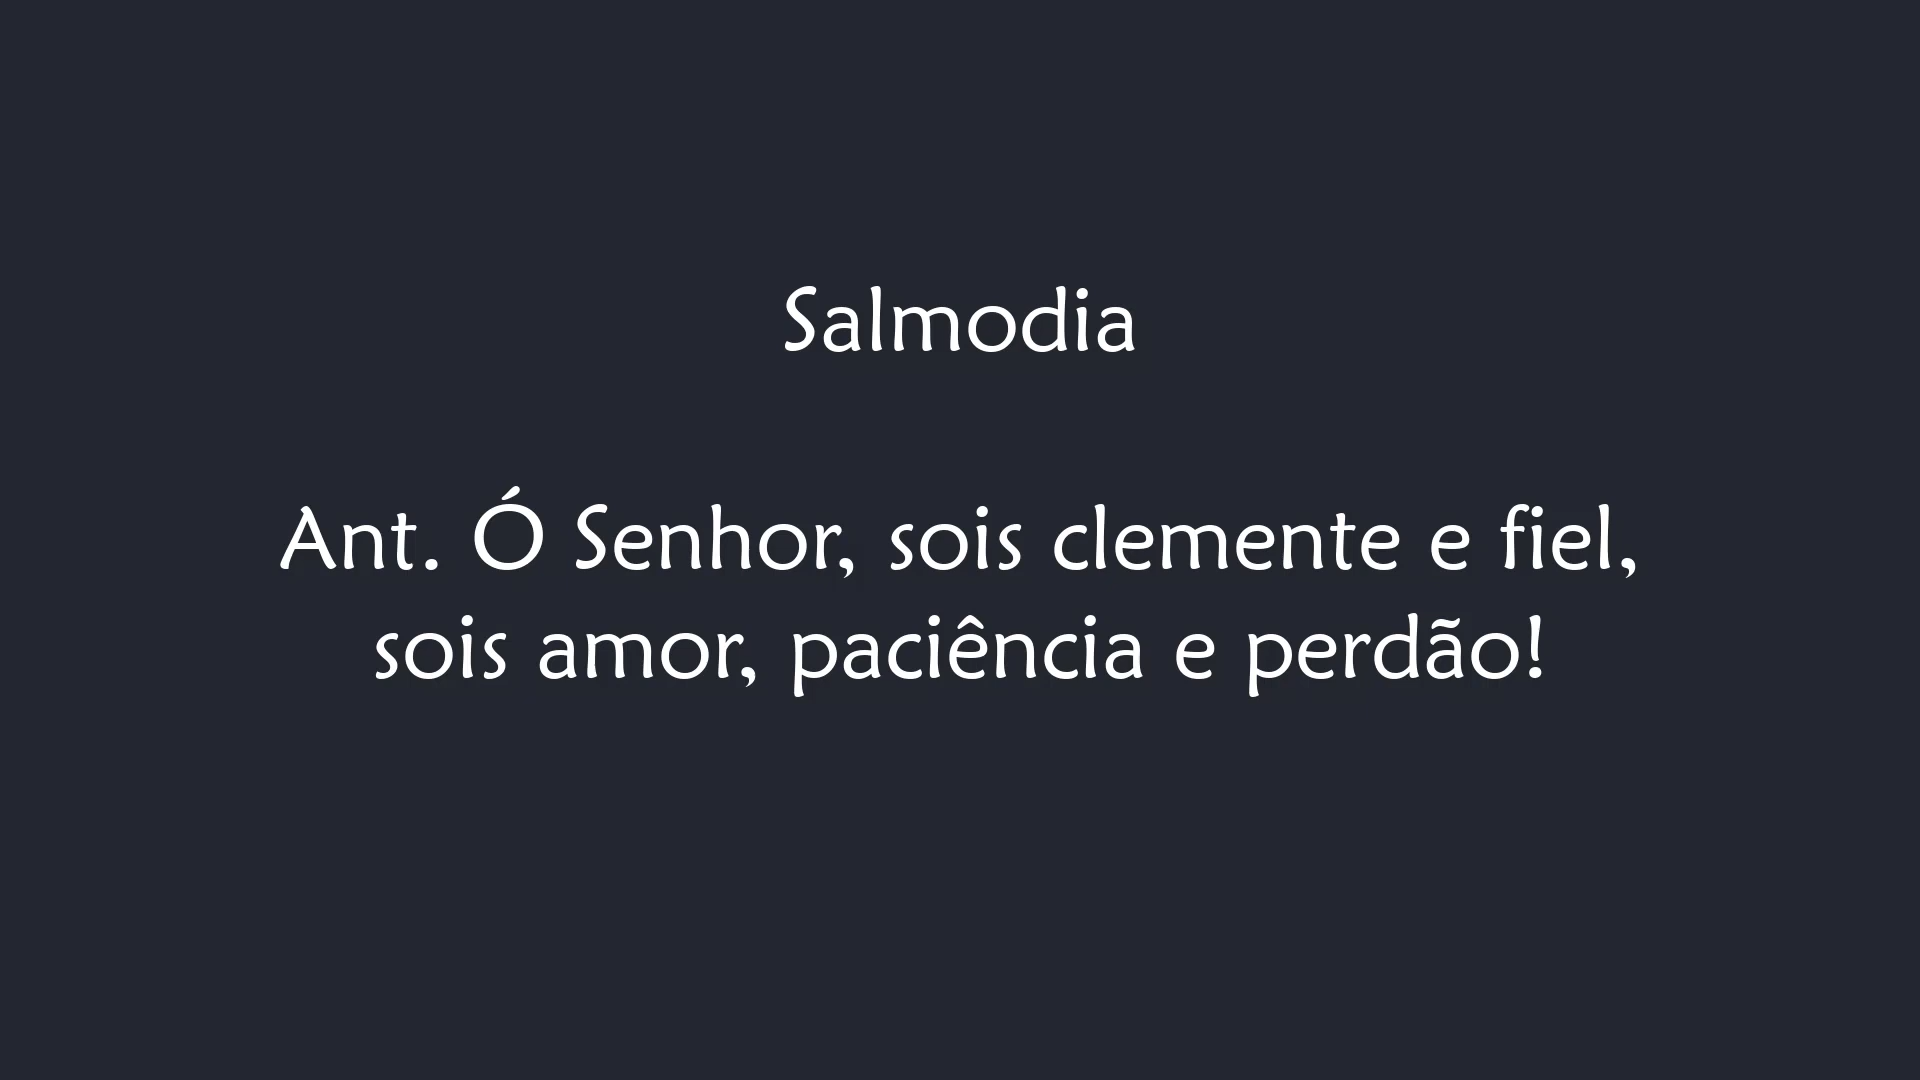 Salmodia
Ant. Ó Senhor, sois clemente e fiel,
sois amor, paciência e perdão!